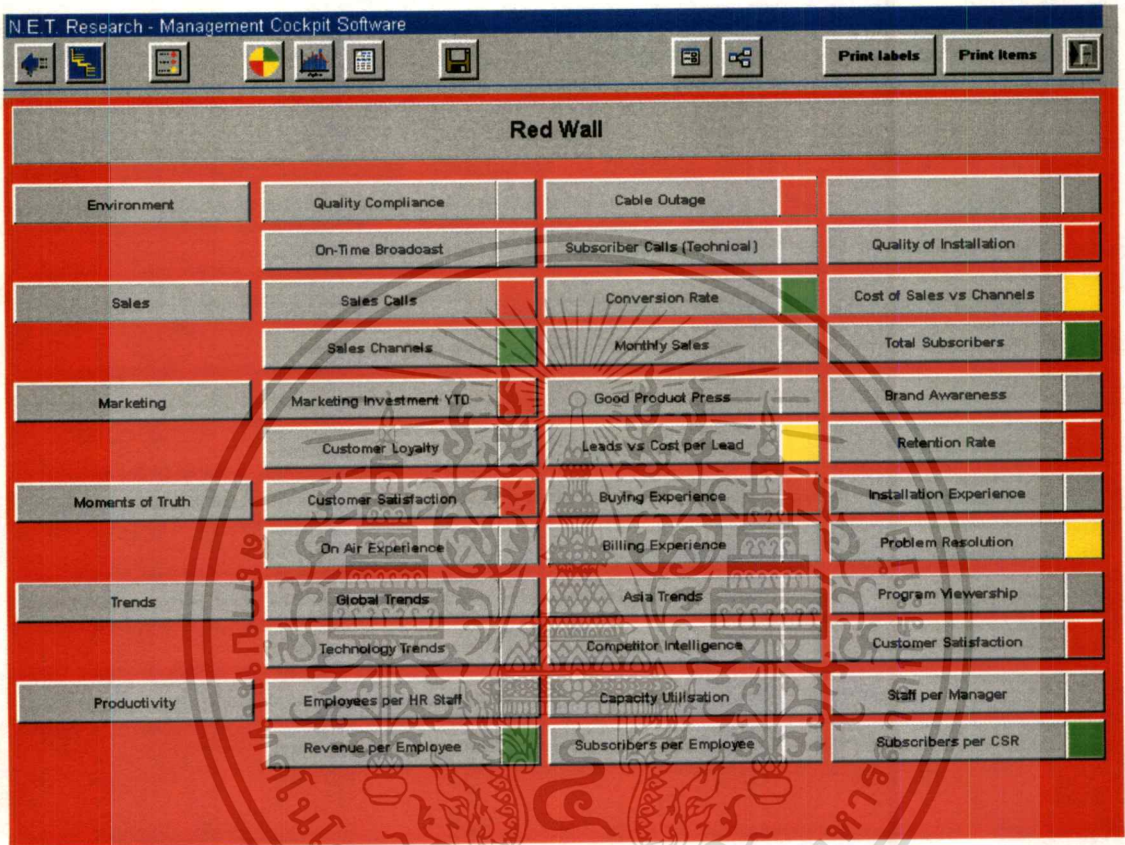 N.E.T. Research - Management Cockpit Software
Print labels Print Items
Red Wall
Environment Quality Compliance Cable Outage
On-Time Broadcast Subscriber Calls (Technical) Quality of Installation
Sales Sales Calls Conversion Rate Cost of Sales vs Channels
Sales Channels Monthly Sales Total Subscribers
Marketing Marketing Investment YTD Good Product Press Brand Awareness
Customer Loyalty Leads vs Cost per Lead Retention Rate
Moments of Truth Customer Satisfaction Buying Experience Installation Experience
On Air Experience Billing Experience Problem Resolution
Trends Global Trends Asia Trends Program Viewership
Technology Trends Competitor Intelligence Customer Satisfaction
Productivity Employees per HR Staff Capacity Utilisation Staff per Manager
Revenue per Employee Subscribers per Employee Subscribers per CSR